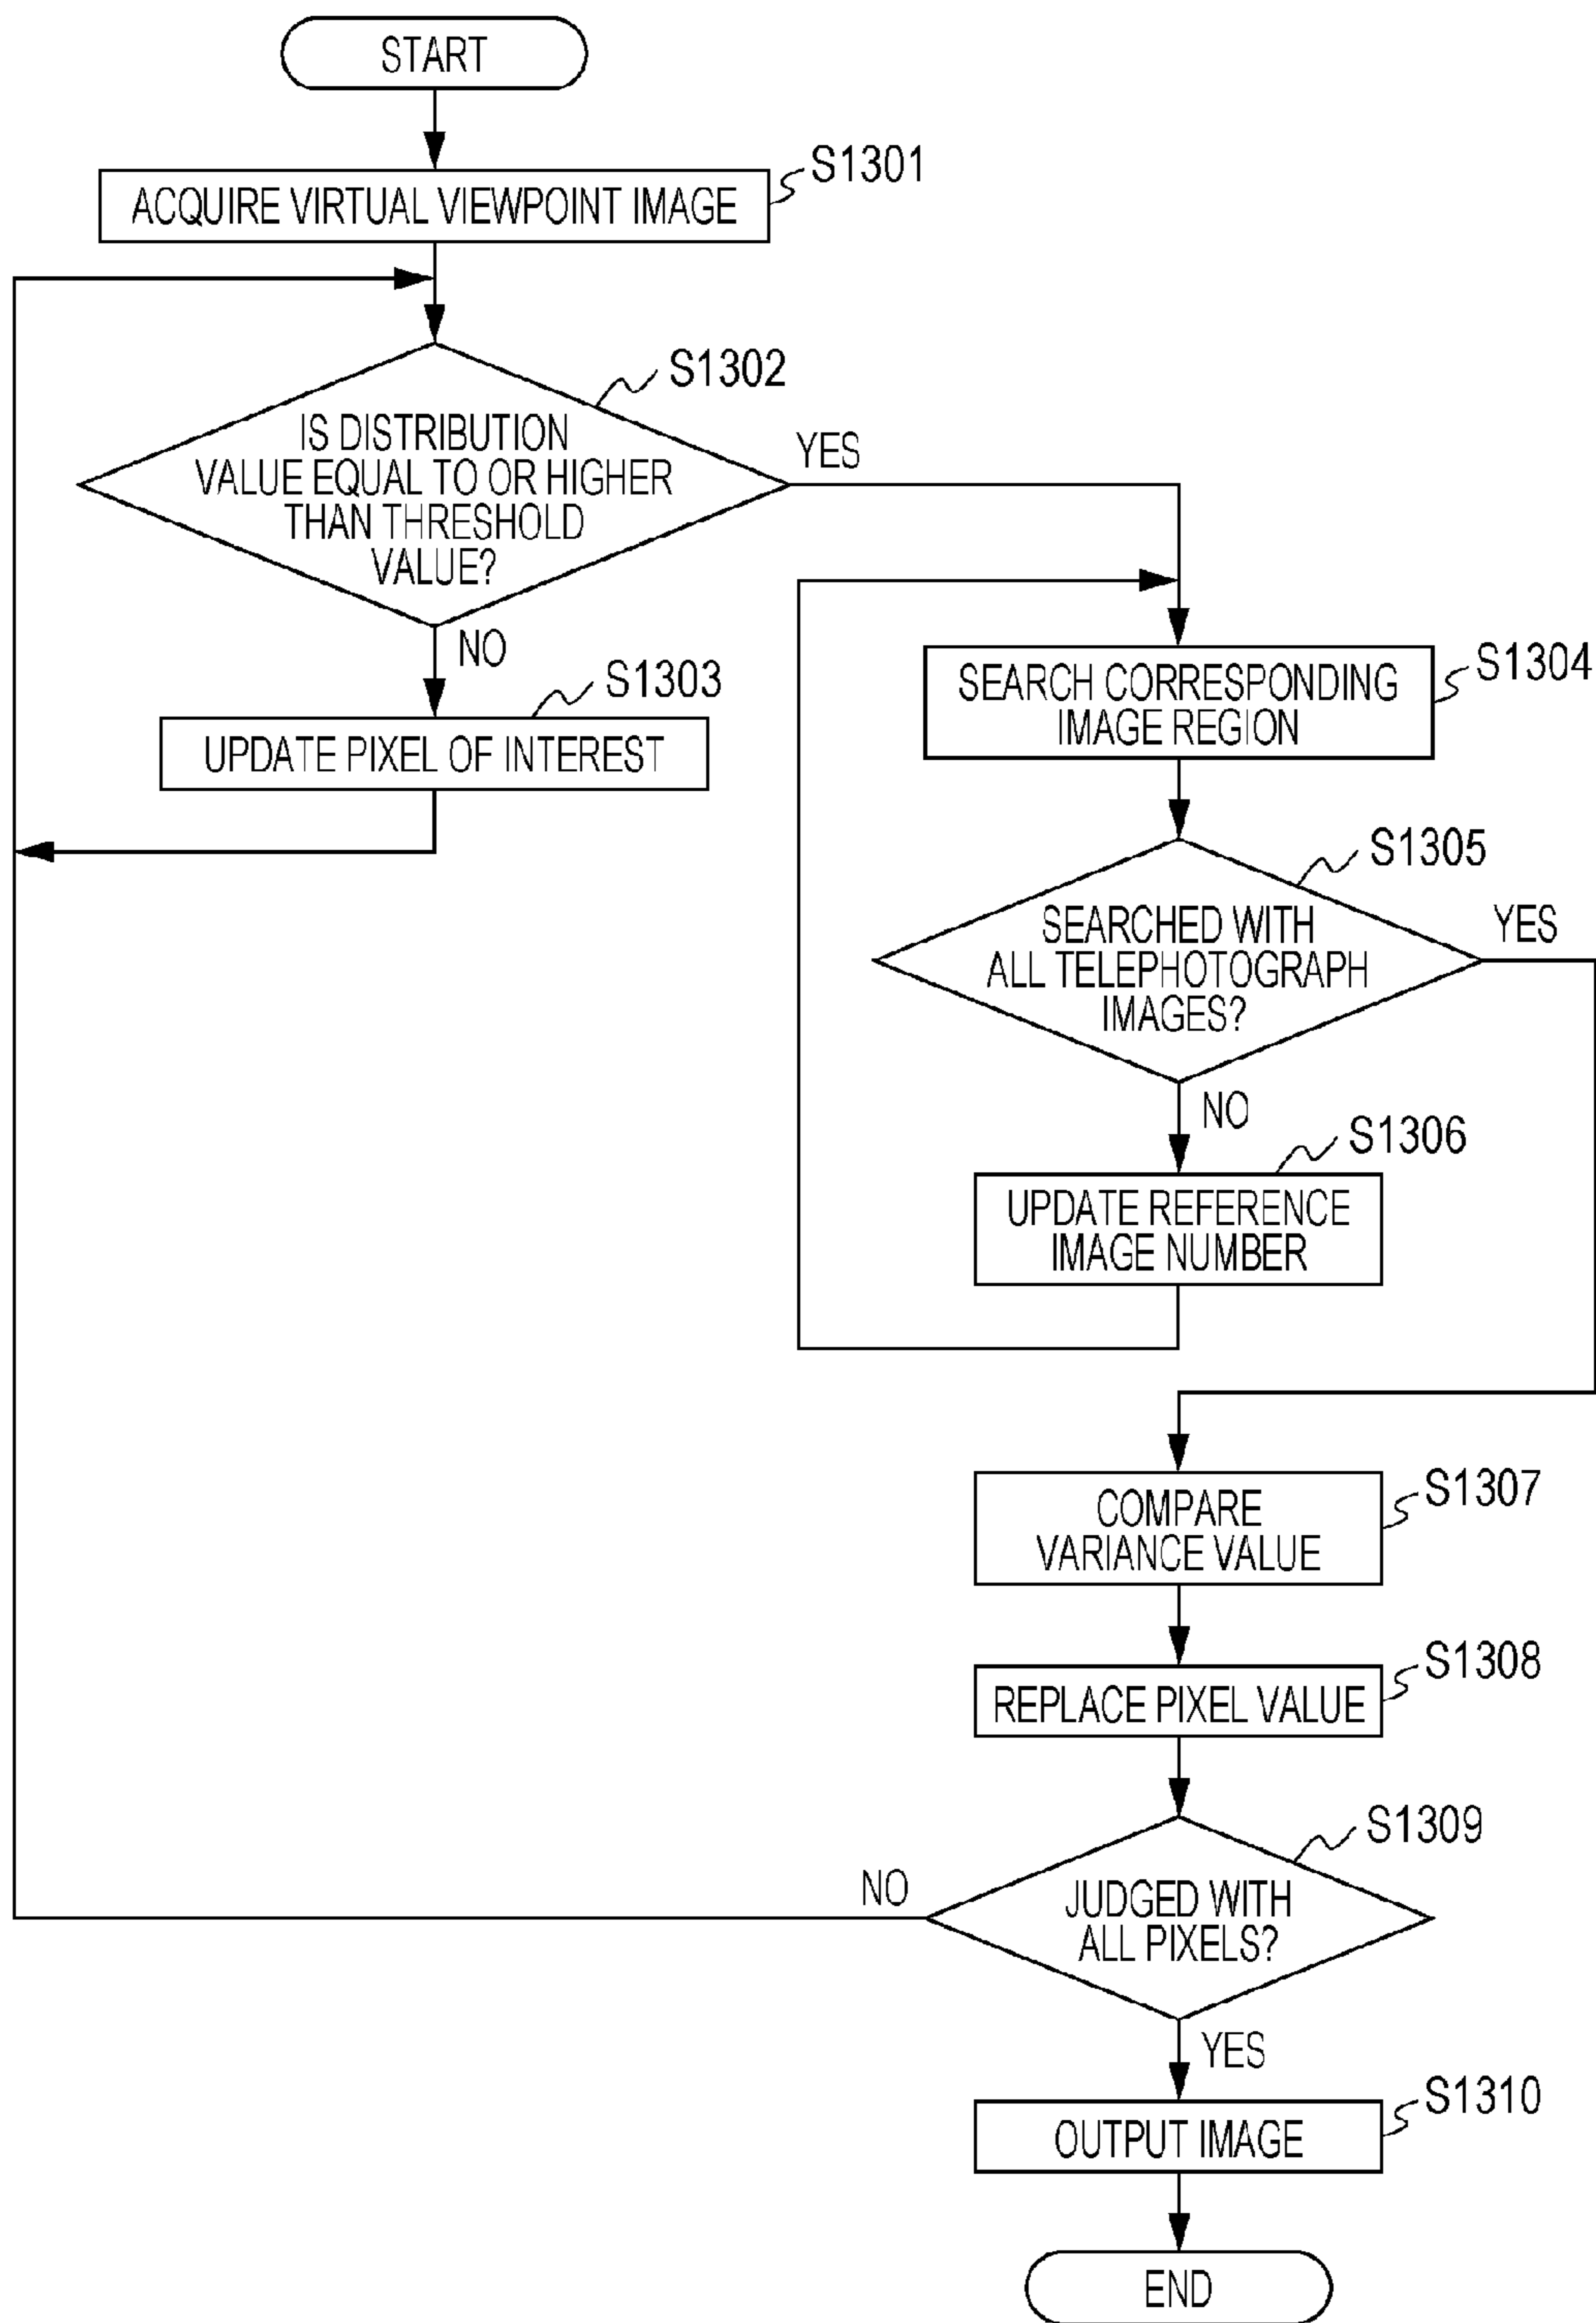 START
S1301
ACQUIRE VIRTUAL VIEWPOINT IMAGE
S1302
IS DISTRIBUTION
VALUE EQUAL TO OR HIGHER
THAN THRESHOLD
VALUE?
YES
NO
S1303
UPDATE PIXEL OF INTEREST
S1304
SEARCH CORRESPONDING
IMAGE REGION
S1305
SEARCHED WITH
ALL TELEPHOTOGRAPH
IMAGES?
YES
NO
S1306
UPDATE REFERENCE
IMAGE NUMBER
S1307
COMPARE
VARIANCE VALUE
S1308
REPLACE PIXEL VALUE
S1309
JUDGED WITH
ALL PIXELS?
NO
YES
S1310
OUTPUT IMAGE
END